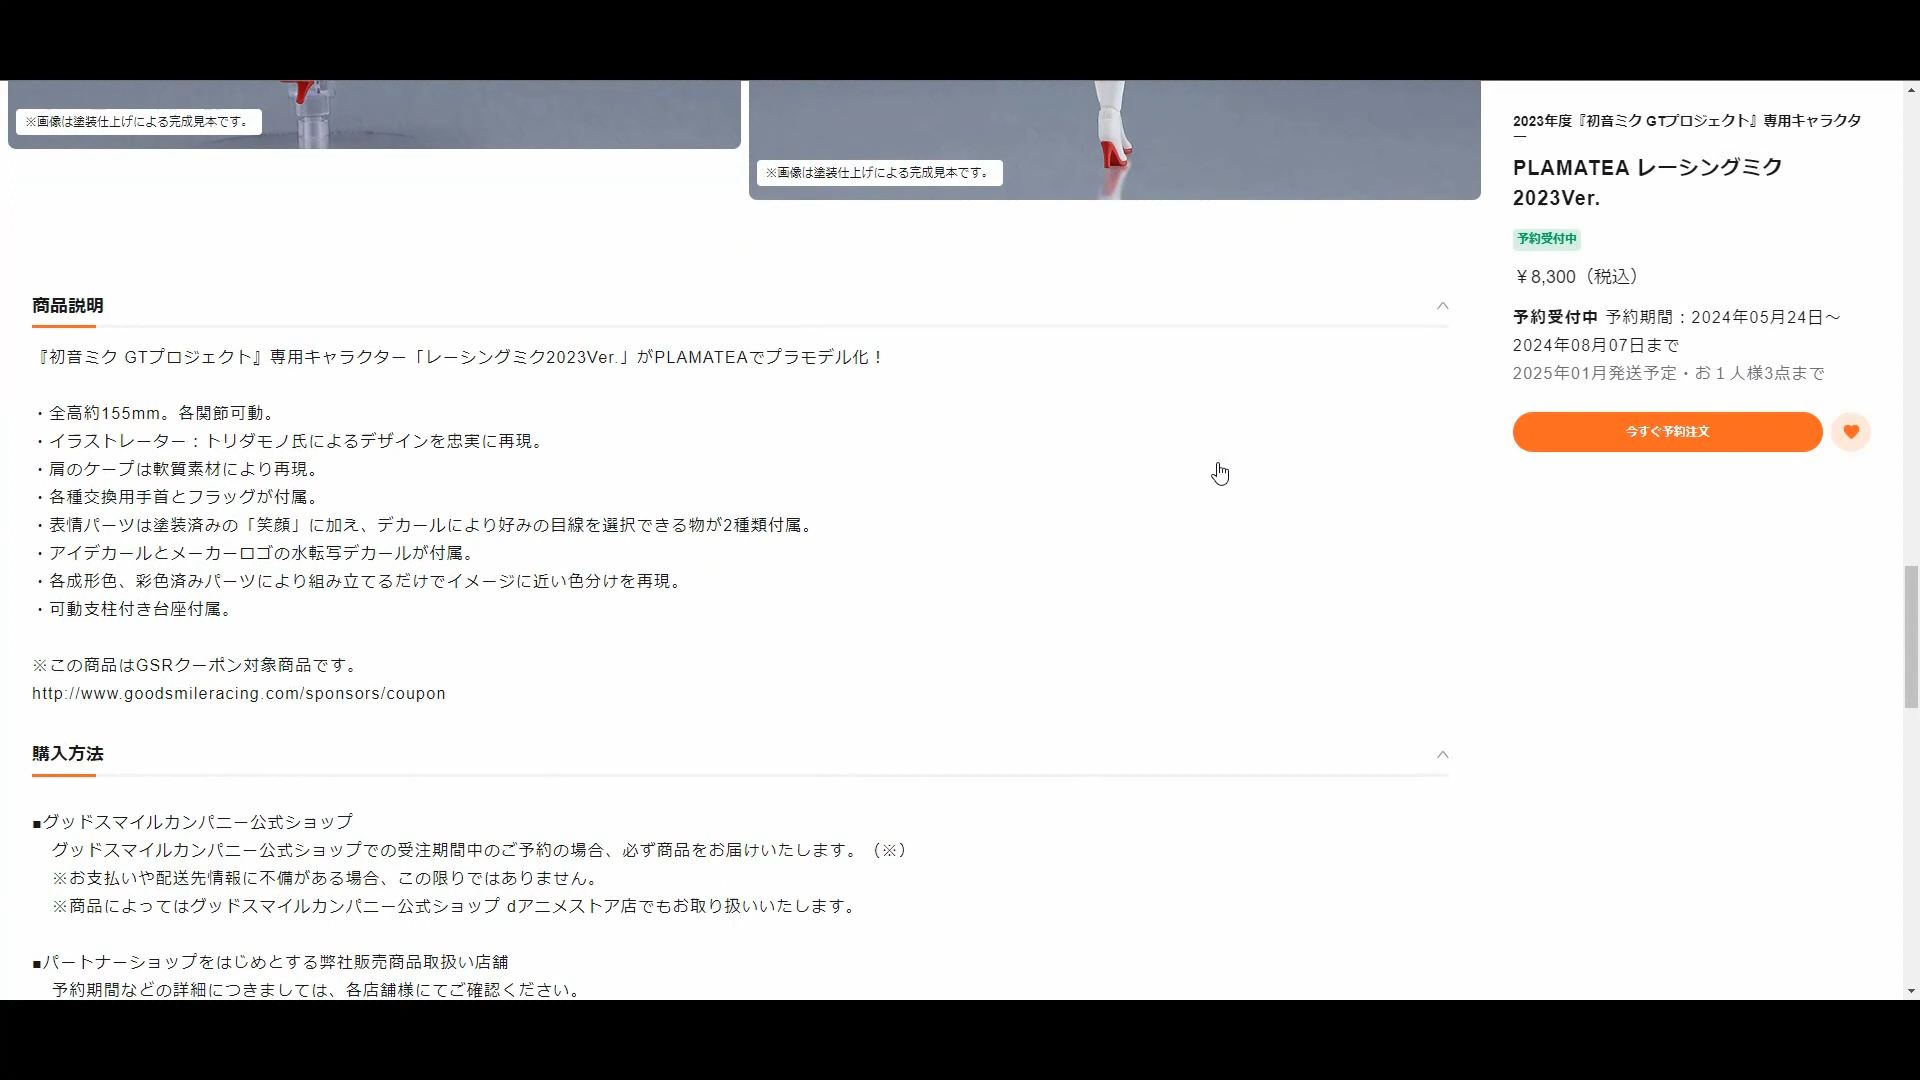 ※画像は塗装仕上げによる完成見本です。
※画像は塗装仕上げによる完成見本です。
商品説明
『初音ミク GTプロジェクト』専用キャラクター「レーシングミク2023Ver.」がPLAMATEAでプラモデル化！
・全高約155mm。各関節可動。
・イラストレーター：トリダモノ氏によるデザインを忠実に再現。
・肩のケープは軟質素材により再現。
・各種交換用手首とフラッグが付属。
・表情パーツは塗装済みの「笑顔」に加え、デカールにより好みの目線を選択できる物が2種類付属。
・アイデカールとメーカーロゴの水転写デカールが付属。
・各成形色、彩色済みパーツにより組み立てるだけでイメージに近い色分けを再現。
・可動支柱付き台座付属。
※この商品はGSRクーポン対象商品です。
http://www.goodsmileracing.com/sponsors/coupon
購入方法
■グッドスマイルカンパニー公式ショップ
グッドスマイルカンパニー公式ショップでの受注期間中のご予約の場合、必ず商品をお届けいたします。（※）
※お支払いや配送先情報に不備がある場合、この限りではありません。
※商品によってはグッドスマイルカンパニー公式ショップ dアニメストア店でもお取り扱いいたします。
■パートナーショップをはじめとする弊社販売商品取扱い店舗
予約期間などの詳細につきましては、各店舗様にてご確認ください。
2023年度『初音ミク GTプロジェクト』専用キャラクタ
ー
PLAMATEA レーシングミク
2023Ver.
予約受付中
￥8,300（税込）
予約受付中 予約期間：2024年05月24日～
2024年08月07日まで
2025年01月発送予定・お１人様3点まで
今すぐ予約注文